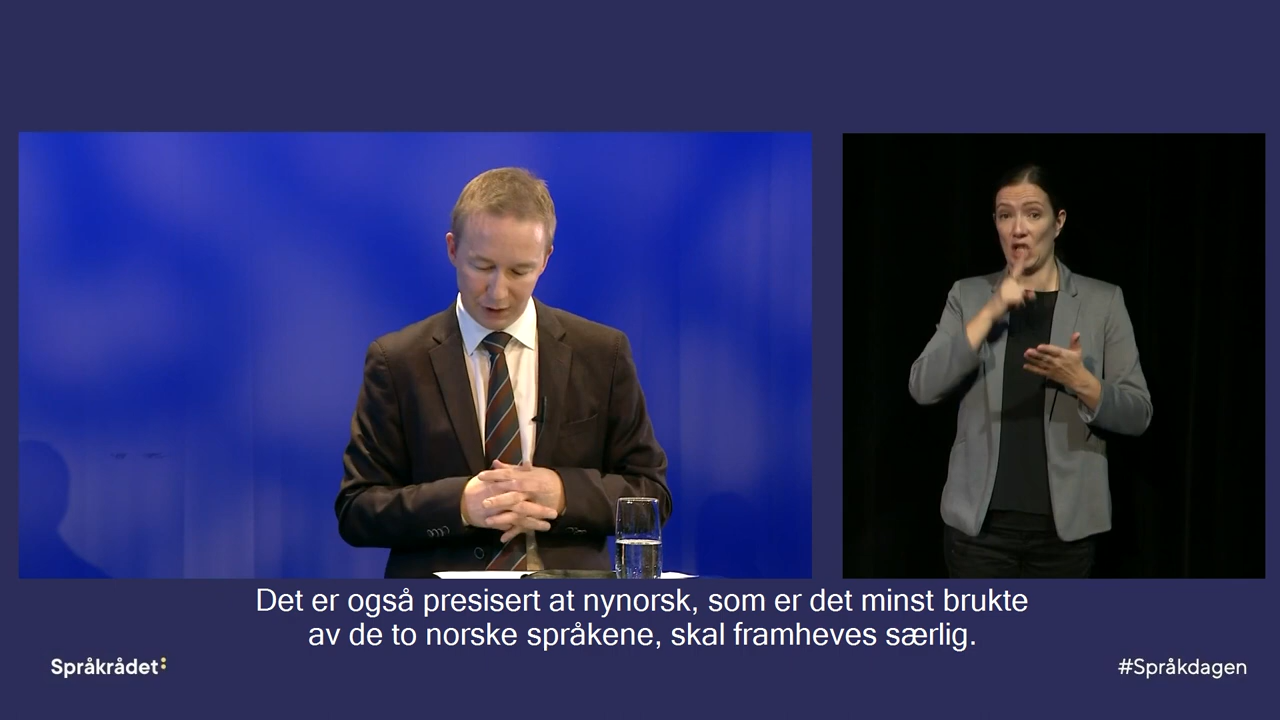 Det er også presisert at nynorsk, som er det minst brukte
av de to norske språkene, skal framheves særlig.
Språkrådet:
#Språkdagen